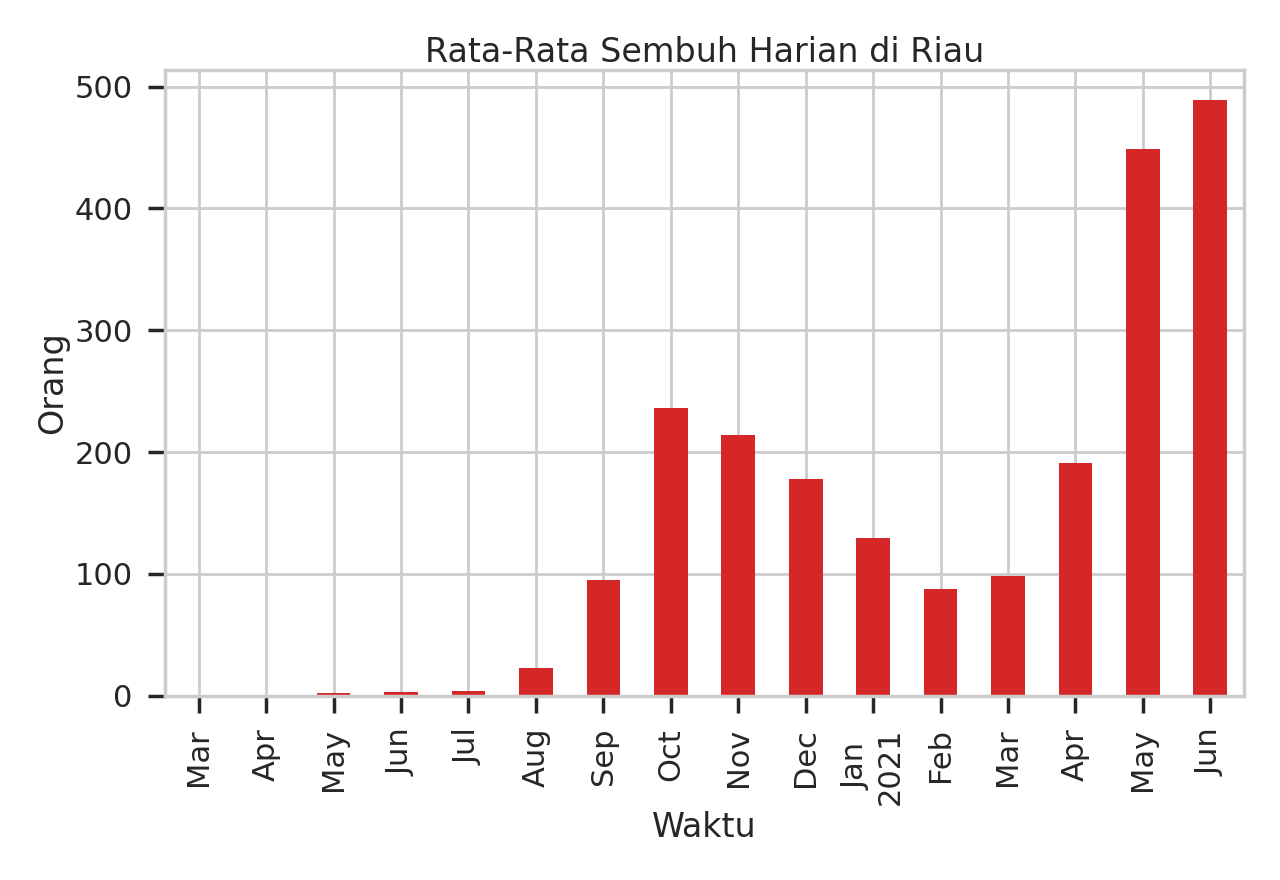 Rata-Rata Sembuh Harian di Riau
500
400
300
200
100
0
Orang
Mar
Apr
May
Jun
Jul
Aug
Sep
Oct
Nov
Dec
Jan
2021
Feb
Mar
Apr
May
Jun
Waktu